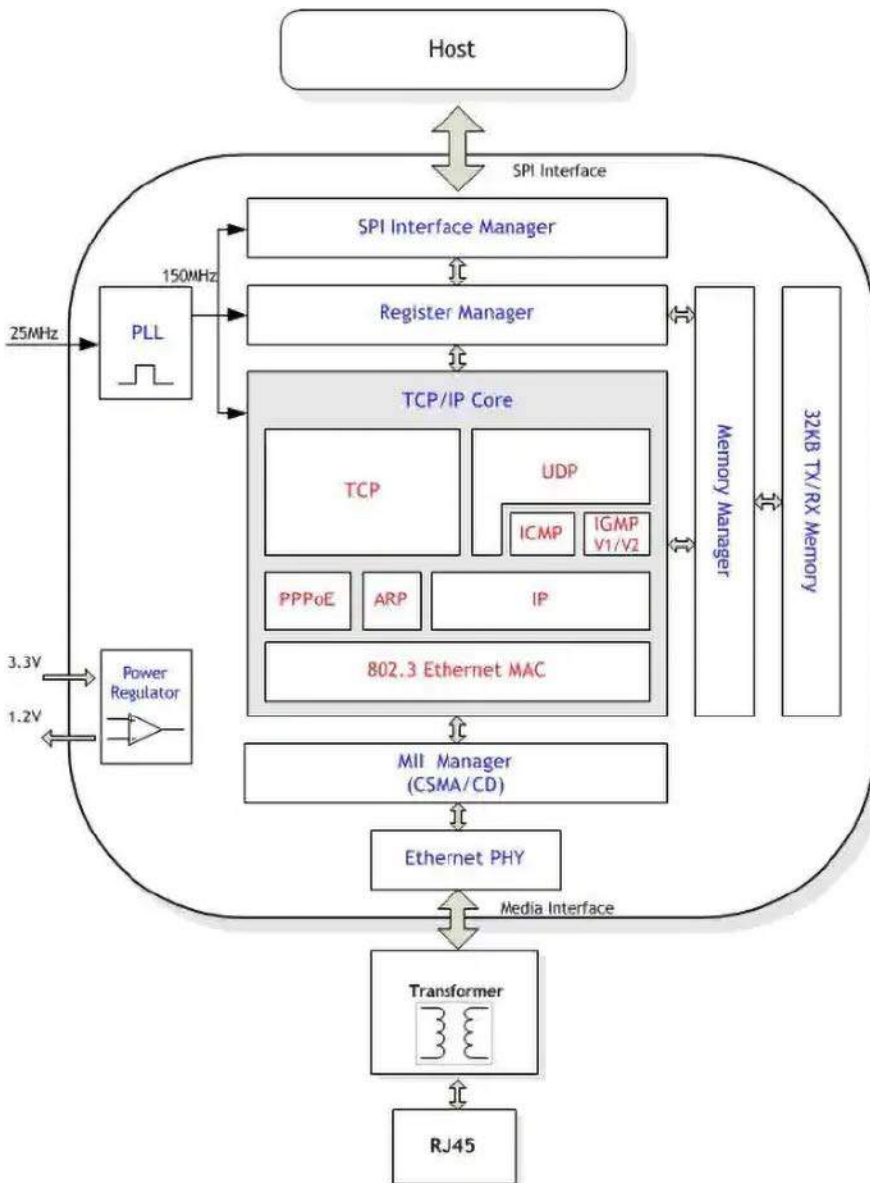 Host
SPI Interface
SPI Interface Manager
150MHz
Register Manager
25MHz
PLL
TCP/IP Core
TCP
UDP
ICMP
IGMP
V1/V2
PPPoE
ARP
IP
802.3 Ethernet MAC
Memory Manager
32KB TX/RX Memory
3.3V
Power
Regulator
1.2V
MII Manager
(CSMA/CD)
Ethernet PHY
Media Interface
Transformer
RJ45